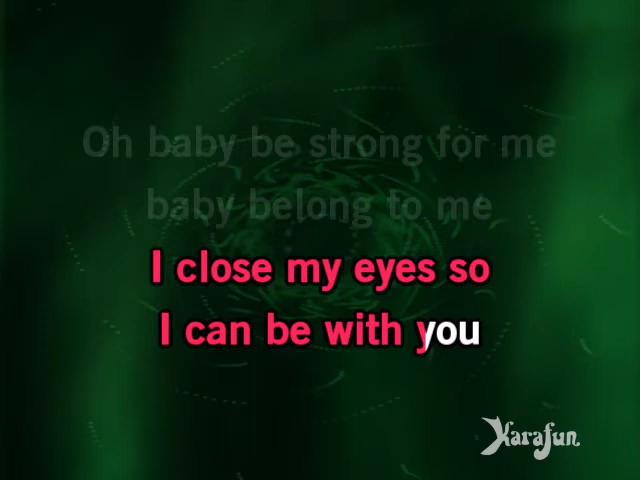 Oh baby be strong for me
baby belong to me
I close my eyes so
I can be with you
Karafun